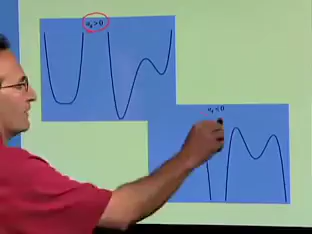 aₙ > 0
aₙ < 0